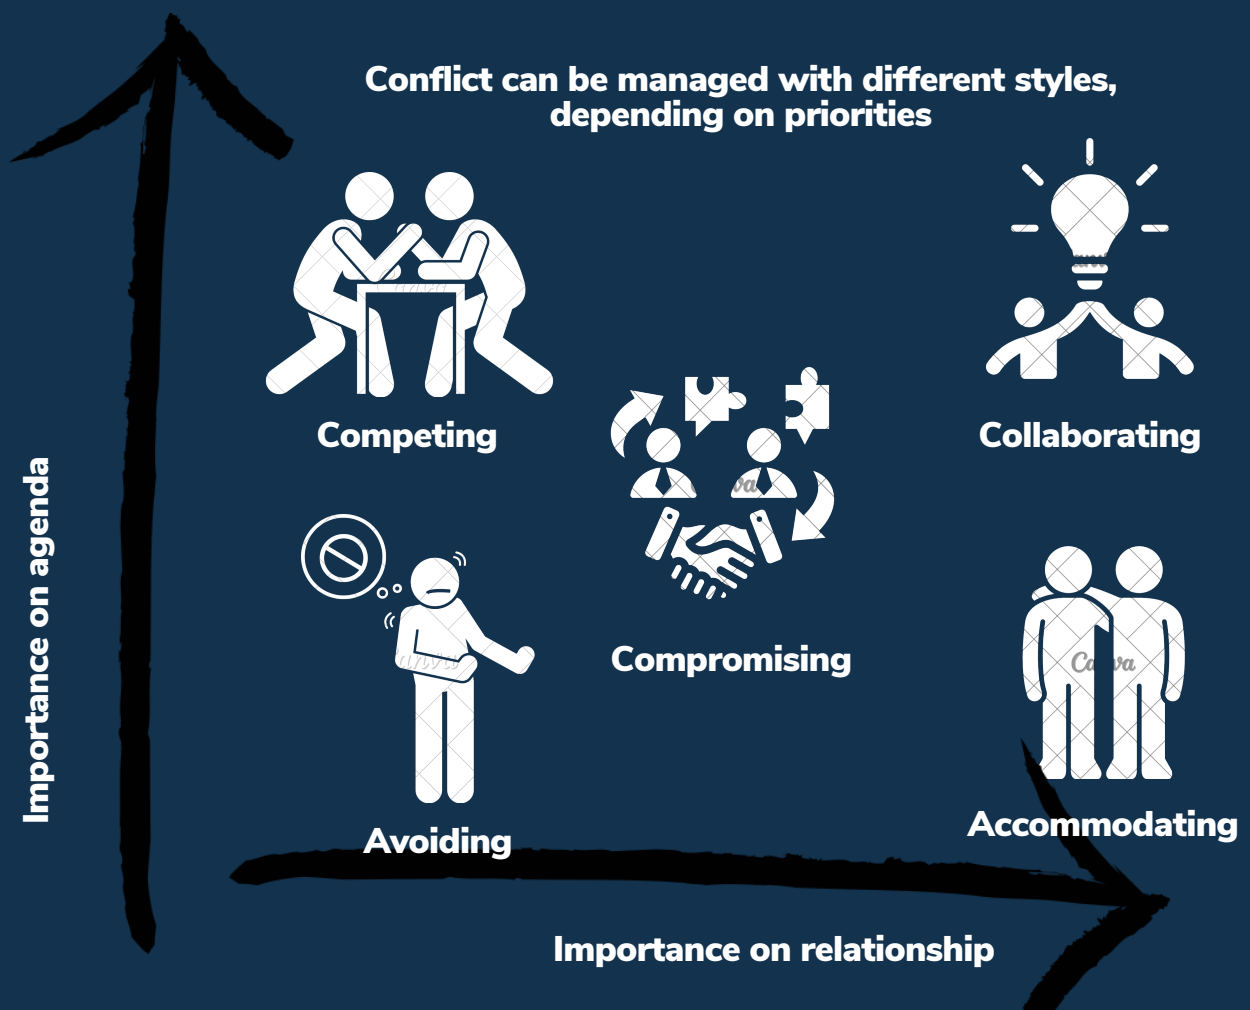 Conflict can be managed with different styles,
depending on priorities
Competing
Collaborating
Compromising
Avoiding
Accommodating
Importance on agenda
Importance on relationship
Canva